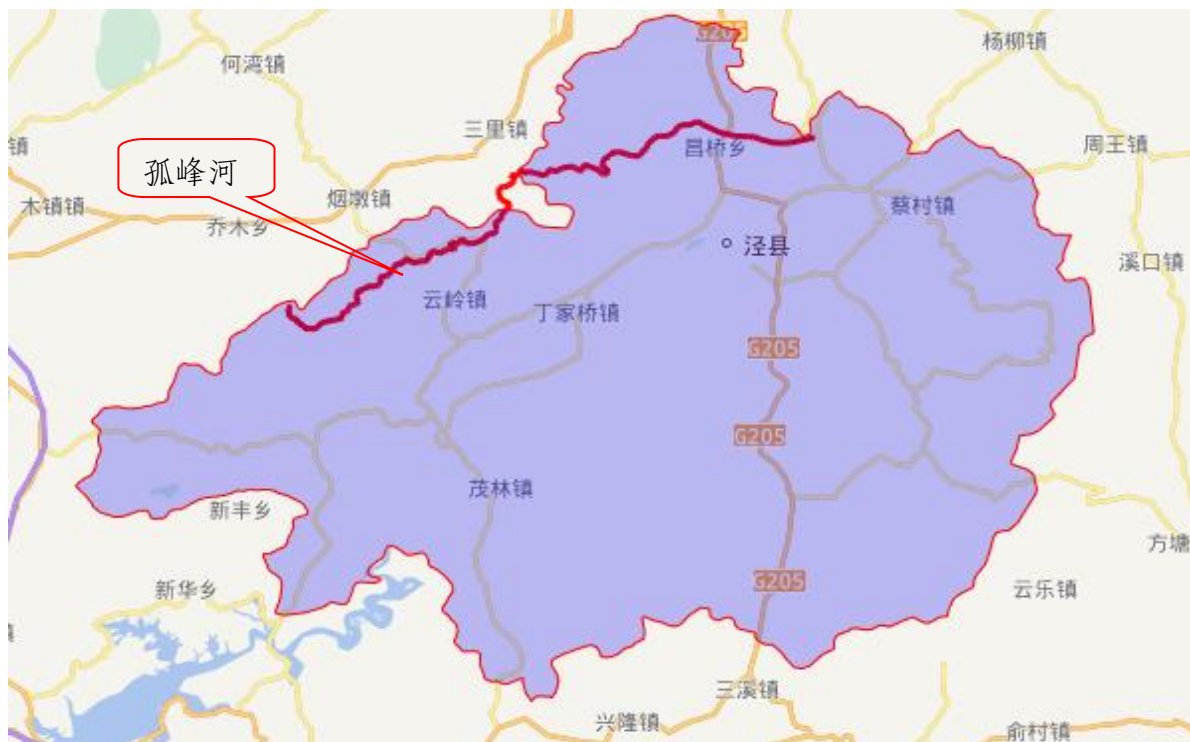 G205
杨柳镇
何湾镇
三里镇
镇
昌桥乡
周王镇
孤峰河
烟墩镇
木镇镇
乔木乡
蔡村镇
泾县
溪口镇
云岭镇
丁家桥镇
G205
G205
茂林镇
新丰乡
方塘
G205
新华乡
云乐镇
三溪镇
兴隆镇
俞村镇